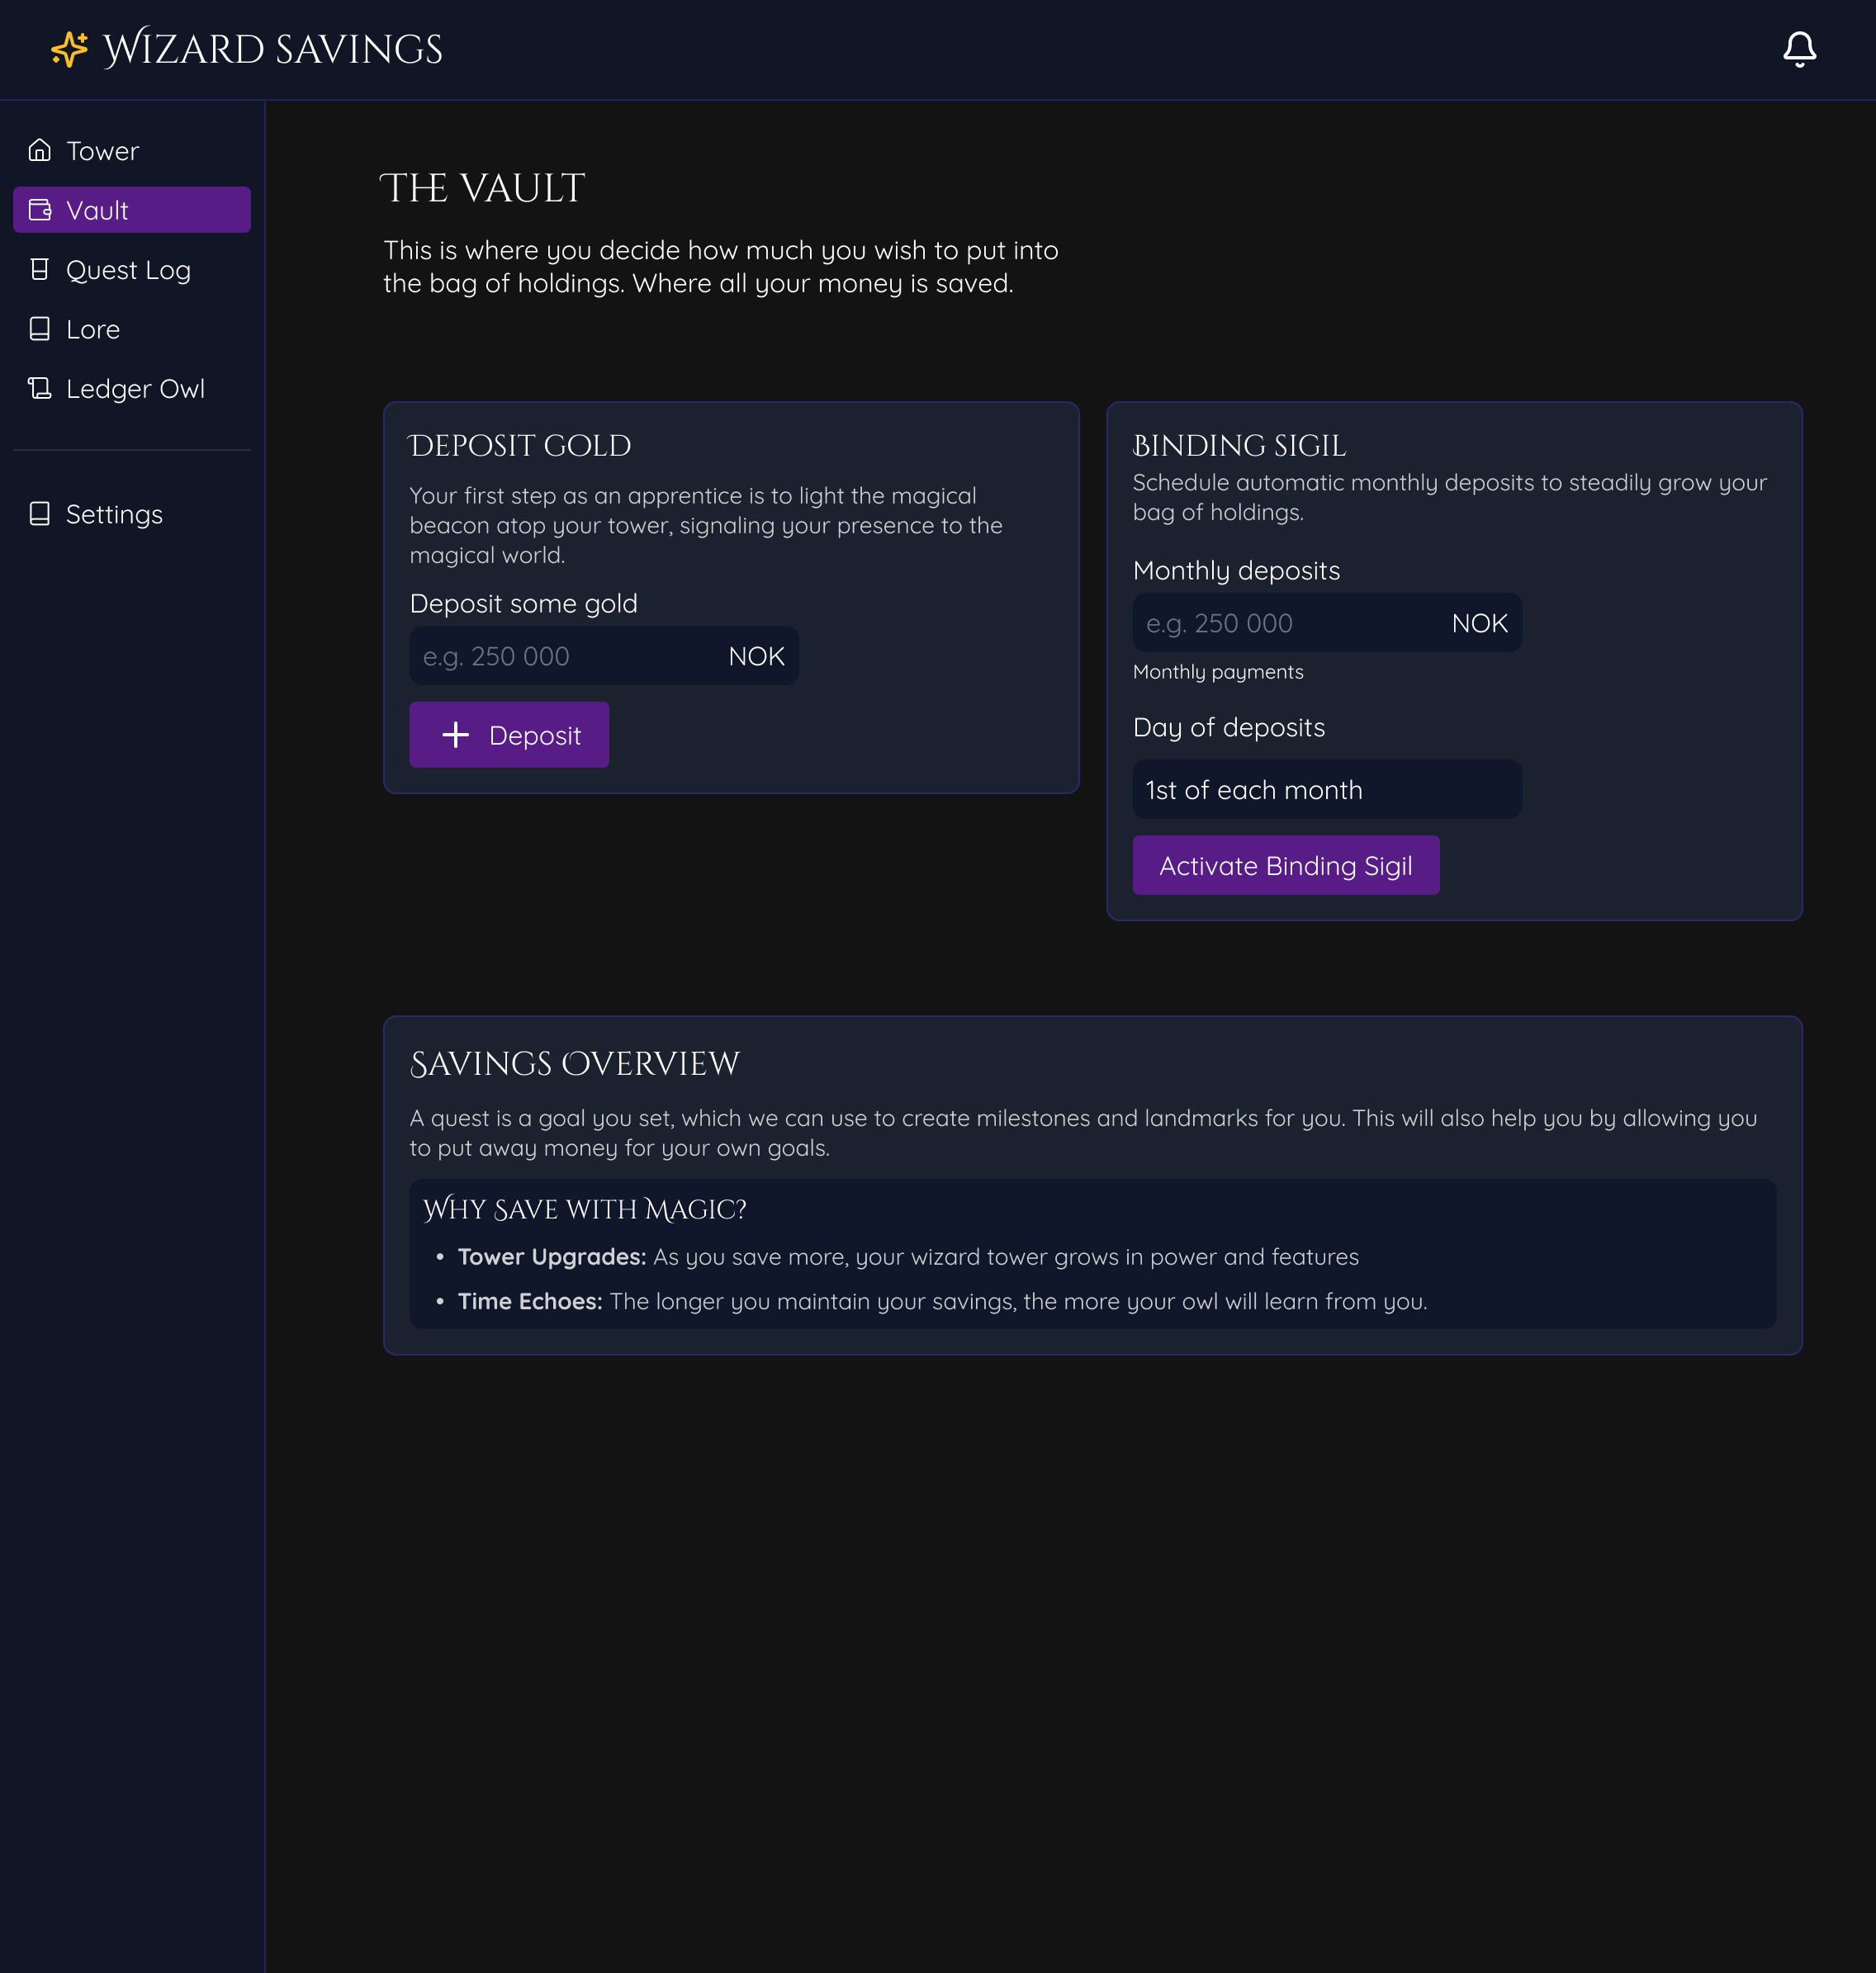 Wizard savings
Tower
Vault
Quest Log
Lore
Ledger Owl
Settings
The vault
This is where you decide how much you wish to put into
the bag of holdings. Where all your money is saved.
Deposit gold
Your first step as an apprentice is to light the magical
beacon atop your tower, signaling your presence to the
magical world.
Deposit some gold
e.g. 250 000 NOK
Deposit
Binding sigil
Schedule automatic monthly deposits to steadily grow your
bag of holdings.
Monthly deposits
e.g. 250 000 NOK
Monthly payments
Day of deposits
1st of each month
Activate Binding Sigil
Savings Overview
A quest is a goal you set, which we can use to create milestones and landmarks for you. This will also help you by allowing you
to put away money for your own goals.
Why Save with Magic?
• Tower Upgrades: As you save more, your wizard tower grows in power and features
• Time Echoes: The longer you maintain your savings, the more your owl will learn from you.